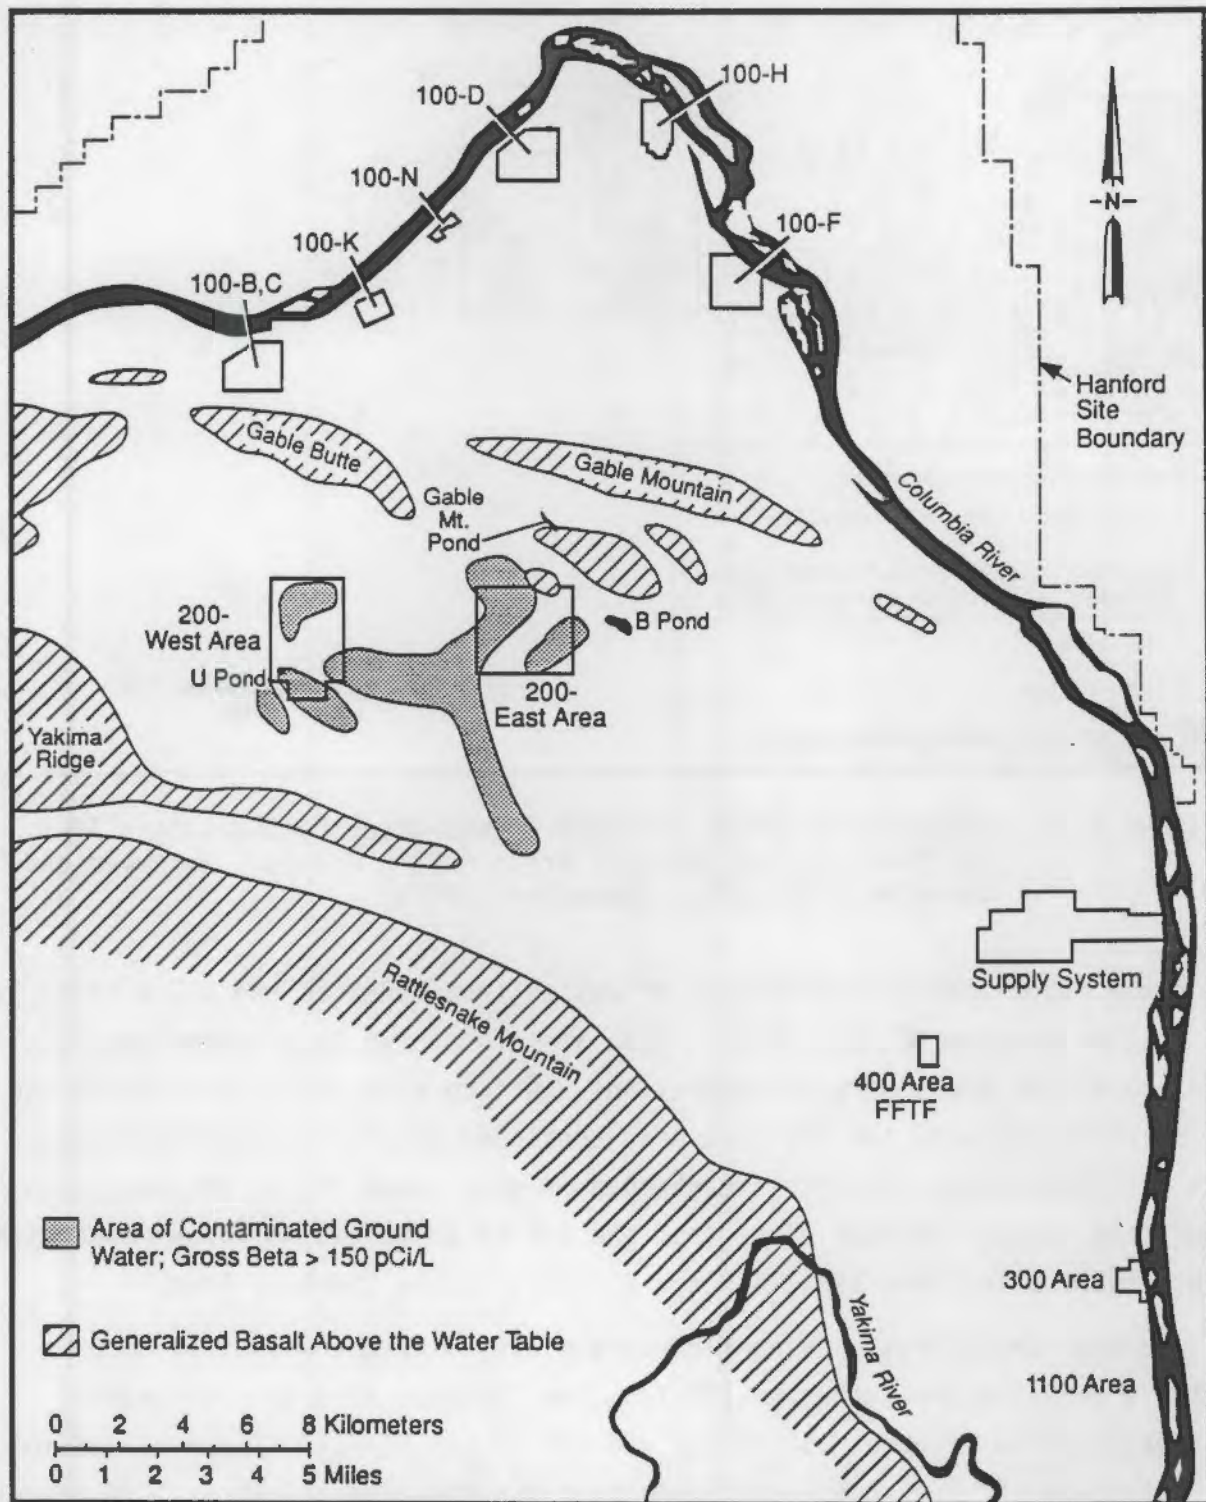 100-H
100-D
100-N
100-K
100-F
100-B,C
-N-
Hanford
Site
Boundary
Gable Butte
Gable Mountain
Gable
Mt.
Pond
Columbia River
200-
West Area
B Pond
U Pond
200-
East Area
Yakima
Ridge
Rattlesnake Mountain
Supply System
400 Area
FFTF
Area of Contaminated Ground
Water; Gross Beta > 150 pCi/L
300 Area
Yakima River
Generalized Basalt Above the Water Table
1100 Area
0 2 4 6 8 Kilometers
0 1 2 3 4 5 Miles